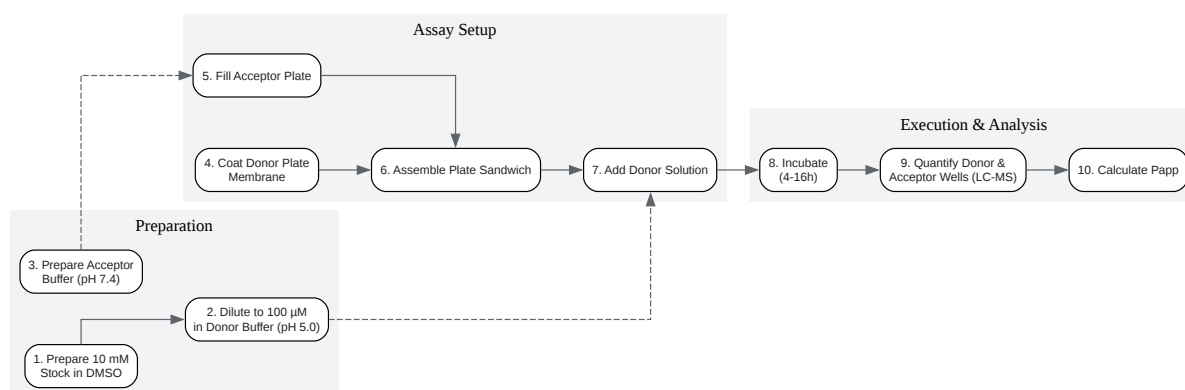 Assay Setup
5. Fill Acceptor Plate
4. Coat Donor Plate
Membrane
6. Assemble Plate Sandwich
7. Add Donor Solution
Execution & Analysis
8. Incubate
(4-16h)
9. Quantify Donor &
Acceptor Wells (LC-MS)
10. Calculate Papp
Preparation
3. Prepare Acceptor
Buffer (pH 7.4)
2. Dilute to 100 µM
in Donor Buffer (pH 5.0)
1. Prepare 10 mM
Stock in DMSO